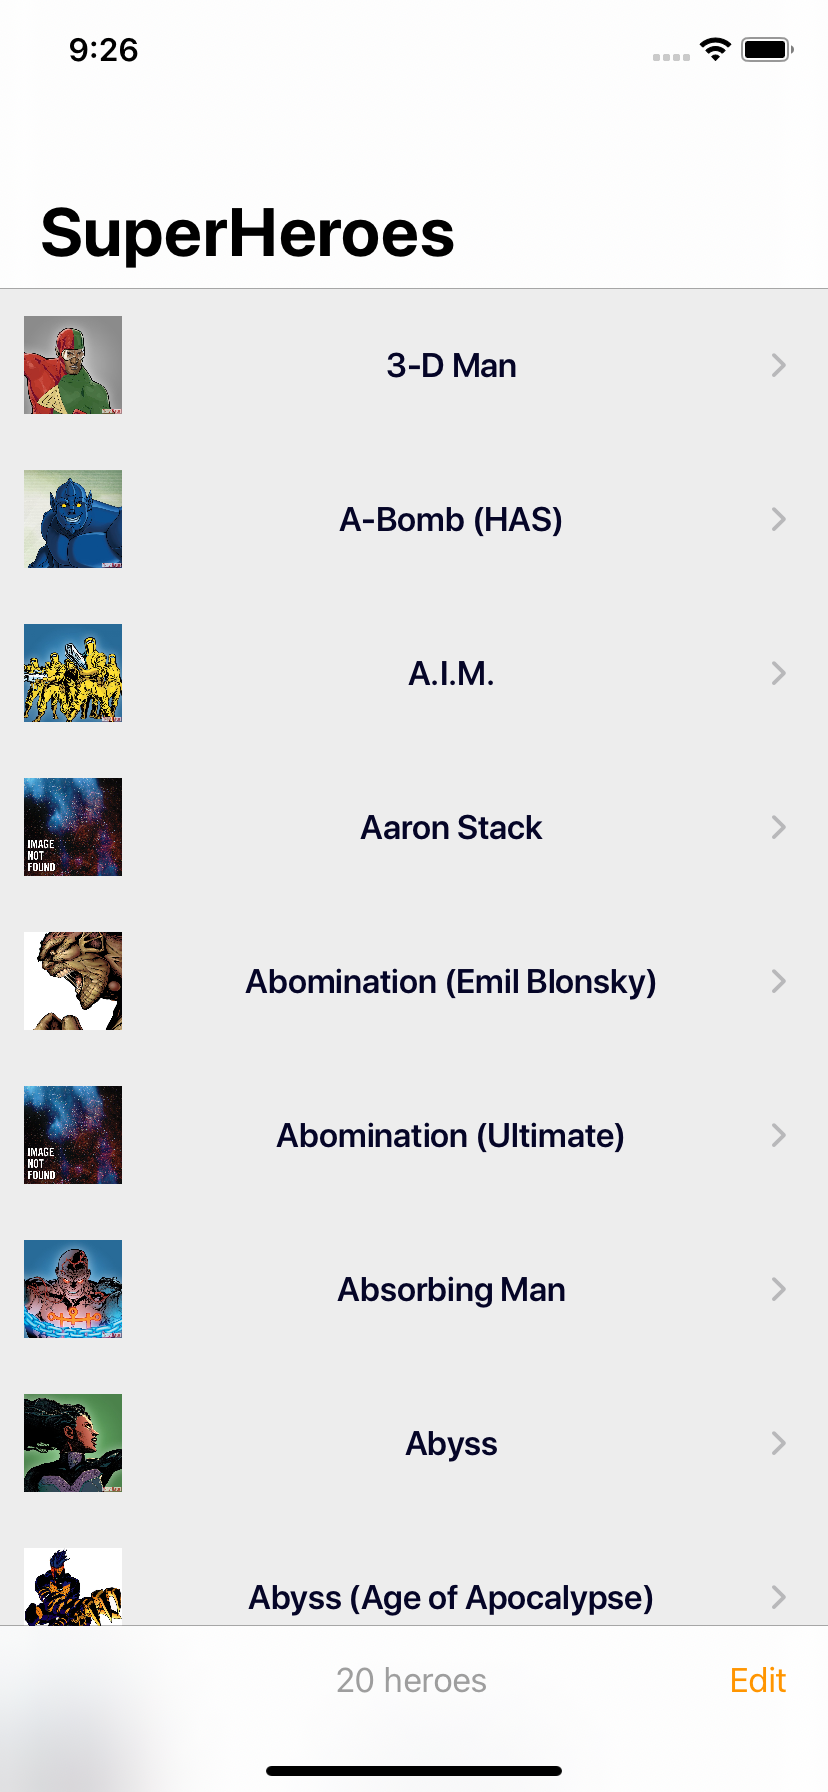 9:26
SuperHeroes
3-D Man
A-Bomb (HAS)
A.I.M.
Aaron Stack
IMAGE
NOT
FOUND
Abomination (Emil Blonsky)
Abomination (Ultimate)
IMAGE
NOT
FOUND
Absorbing Man
Abyss
Abyss (Age of Apocalypse)
20 heroes
Edit